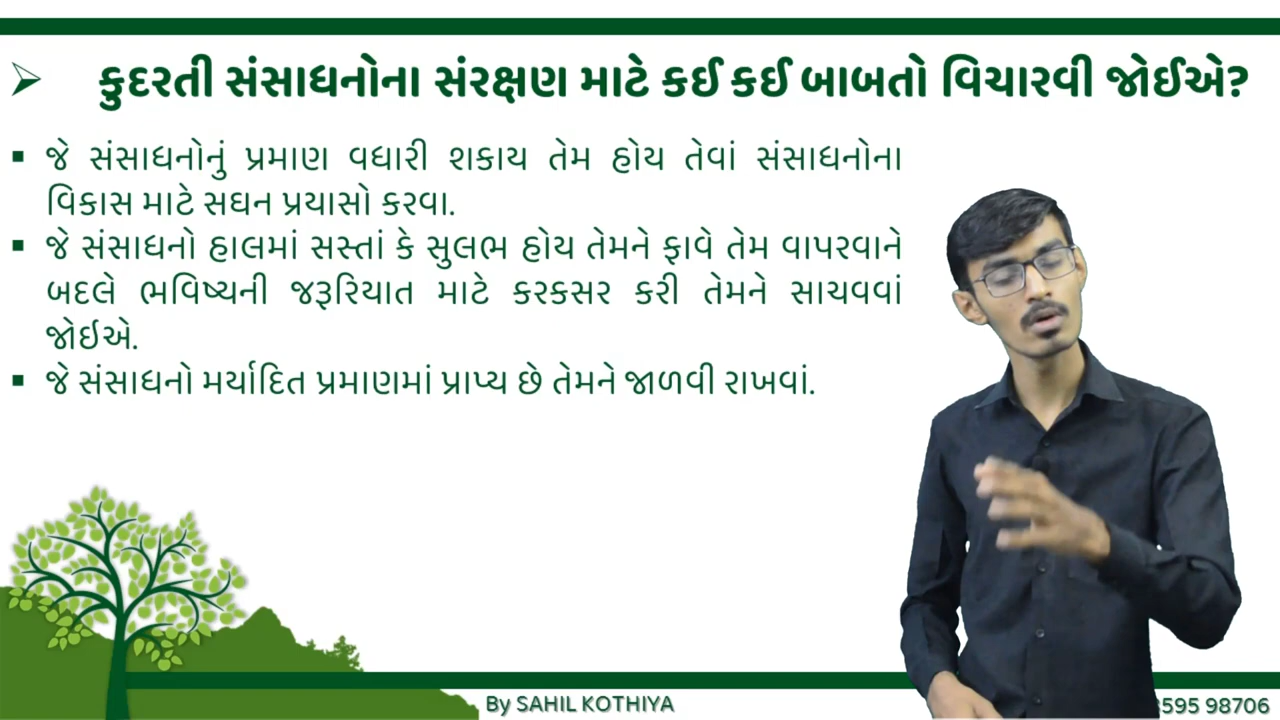 કુદરતી સંસાધનોના સંરક્ષણ માટે કઈ કઈ બાબતો વિચારવી જોઈએ?
જે સંસાધનોનું પ્રમાણ વધારી શકાય તેમ હોય તેવાં સંસાધનોના
વિકાસ માટે સઘન પ્રયાસો કરવા.
જે સંસાધનો હાલમાં સસ્તાં કે સુલભ હોય તેમને ફાવે તેમ વાપરવાને
બદલે ભવિષ્યની જરૂરિયાત માટે કરકસર કરી તેમને સાચવવાં
જોઈએ.
જે સંસાધનો મર્યાદિત પ્રમાણમાં પ્રાપ્ય છે તેમને જાળવી રાખવાં.
By SAHIL KOTHIYA
595 98706